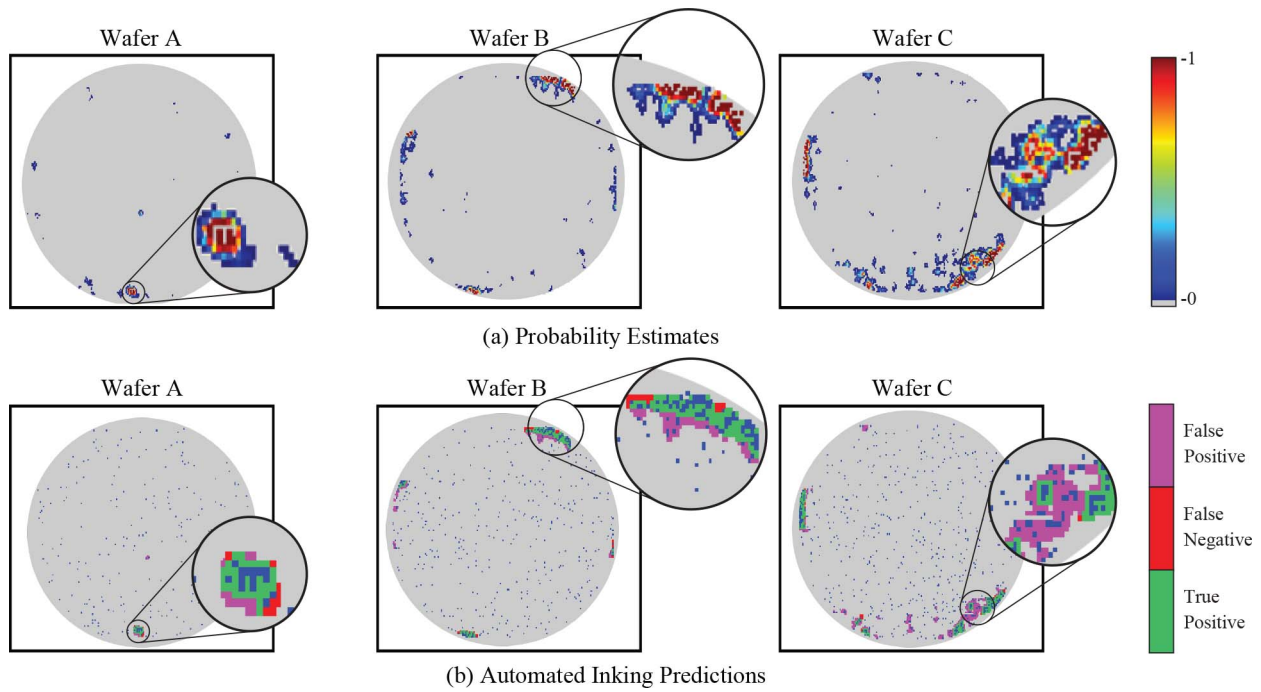 Wafer A
Wafer B
Wafer C
-1
-0
(a) Probability Estimates
Wafer A
Wafer B
Wafer C
False
Positive
False
Negative
True
Positive
(b) Automated Inking Predictions